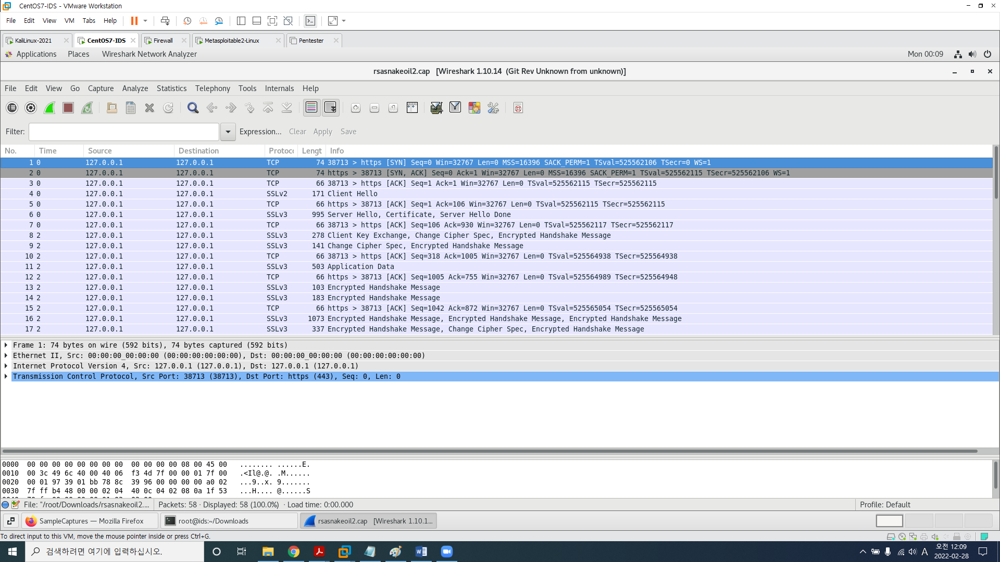 CentOS7-IDS - VMware Workstation
File Edit View VM Tabs Help
KaliLinux-2021 CentOS7-IDS Firewall Metasploitable2-Linux Pentester
Applications Places Wireshark Network Analyzer Mon 00:09
rsasnakeoil2.cap [Wireshark 1.10.14 (Git Rev Unknown from unknown)]
File Edit View Go Capture Analyze Statistics Telephony Tools Internals Help
Filter: Expression... Clear Apply Save
No. Time Source Destination Protoc Lengt Info
1 0 127.0.0.1 127.0.0.1 TCP 74 38713 > https [SYN] Seq=0 Win=32767 Len=0 MSS=16396 SACK_PERM=1 TSval=525562106 TSecr=0 WS=1
2 0 127.0.0.1 127.0.0.1 TCP 74 https > 38713 [SYN, ACK] Seq=0 Ack=1 Win=32767 Len=0 MSS=16396 SACK_PERM=1 TSval=525562115 TSecr=525562106 WS=1
3 0 127.0.0.1 127.0.0.1 TCP 66 38713 > https [ACK] Seq=1 Ack=1 Win=32767 Len=0 TSval=525562115 TSecr=525562115
4 0 127.0.0.1 127.0.0.1 SSLv2 171 Client Hello
5 0 127.0.0.1 127.0.0.1 TCP 66 https > 38713 [ACK] Seq=1 Ack=106 Win=32767 Len=0 TSval=525562115 TSecr=525562115
6 0 127.0.0.1 127.0.0.1 SSLv3 995 Server Hello, Certificate, Server Hello Done
7 0 127.0.0.1 127.0.0.1 TCP 66 38713 > https [ACK] Seq=106 Ack=930 Win=32767 Len=0 TSval=525562117 TSecr=525562117
8 2 127.0.0.1 127.0.0.1 SSLv3 278 Client Key Exchange, Change Cipher Spec, Encrypted Handshake Message
9 2 127.0.0.1 127.0.0.1 SSLv3 141 Change Cipher Spec, Encrypted Handshake Message
10 2 127.0.0.1 127.0.0.1 TCP 66 38713 > https [ACK] Seq=318 Ack=1005 Win=32767 Len=0 TSval=525564938 TSecr=525564938
11 2 127.0.0.1 127.0.0.1 SSLv3 503 Application Data
12 2 127.0.0.1 127.0.0.1 TCP 66 https > 38713 [ACK] Seq=1005 Ack=755 Win=32767 Len=0 TSval=525564989 TSecr=525564948
13 2 127.0.0.1 127.0.0.1 SSLv3 103 Encrypted Handshake Message
14 2 127.0.0.1 127.0.0.1 SSLv3 183 Encrypted Handshake Message
15 2 127.0.0.1 127.0.0.1 TCP 66 https > 38713 [ACK] Seq=1042 Ack=872 Win=32767 Len=0 TSval=525565054 TSecr=525565054
16 2 127.0.0.1 127.0.0.1 SSLv3 1073 Encrypted Handshake Message, Encrypted Handshake Message, Encrypted Handshake Message
17 2 127.0.0.1 127.0.0.1 SSLv3 337 Encrypted Handshake Message, Change Cipher Spec, Encrypted Handshake Message
Frame 1: 74 bytes on wire (592 bits), 74 bytes captured (592 bits)
Ethernet II, Src: 00:00:00_00:00:00 (00:00:00:00:00:00), Dst: 00:00:00_00:00:00 (00:00:00:00:00:00)
Internet Protocol Version 4, Src: 127.0.0.1 (127.0.0.1), Dst: 127.0.0.1 (127.0.0.1)
Transmission Control Protocol, Src Port: 38713 (38713), Dst Port: https (443), Seq: 0, Len: 0
0000 00 00 00 00 00 00 00 00 00 00 00 00 08 00 45 00 ........ ......E.
0010 00 3c 49 6c 40 00 40 06 f3 4d 7f 00 00 01 7f 00 .<Il@.@. .M......
0020 00 01 97 39 01 bb 78 8c 39 96 00 00 00 00 a0 02 ...9..x. 9.......
0030 7f ff b4 48 00 00 02 04 40 0c 04 02 08 0a 1f 53 ...H.... @......S
File: "/root/Downloads/rsasnakeoil2.... Packets: 58 · Displayed: 58 (100.0%) · Load time: 0:00.000 Profile: Default
SampleCaptures — Mozilla Firefox root@ids:~/Downloads rsasnakeoil2.cap [Wireshark 1.10.1...
To direct input to this VM, move the mouse pointer inside or press Ctrl+G.
검색하려면 여기에 입력하십시오. A 오전 12:09
2022-02-28